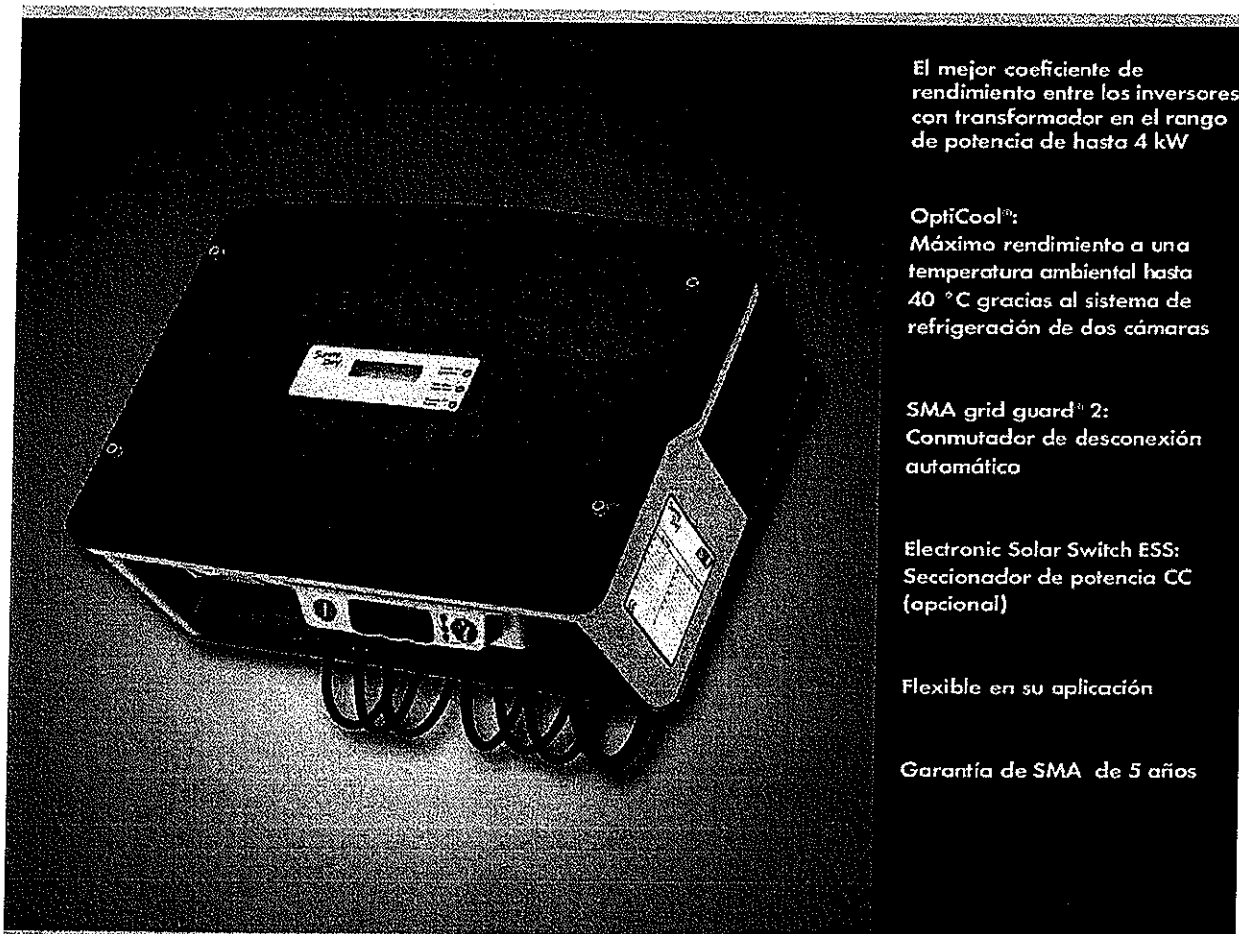 El mejor coeficiente de
rendimiento entre los inversores
con transformador en el rango
de potencia de hasta 4 kW
OptiCool®:
Máximo rendimiento a una
temperatura ambiental hasta
40 °C gracias al sistema de
refrigeración de dos cámaras
SMA grid guard® 2:
Conmutador de desconexión
automático
Electronic Solar Switch ESS:
Seccionador de potencia CC
(opcional)
Flexible en su aplicación
Garantía de SMA de 5 años